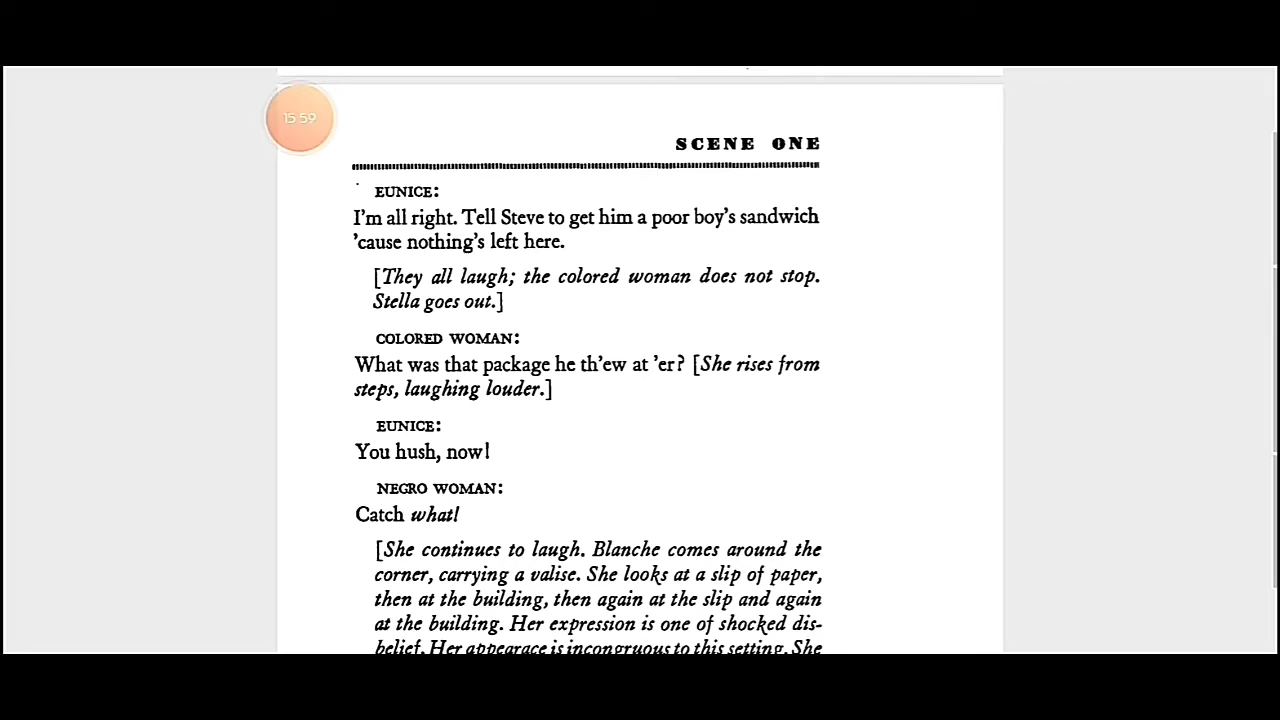 15:59
SCENE ONE
EUNICE:
I'm all right. Tell Steve to get him a poor boy's sandwich
'cause nothing's left here.
[They all laugh; the colored woman does not stop.
Stella goes out.]
COLORED WOMAN:
What was that package he th'ew at 'er? [She rises from
steps, laughing louder.]
EUNICE:
You hush, now!
NEGRO WOMAN:
Catch what!
[She continues to laugh. Blanche comes around the
corner, carrying a valise. She looks at a slip of paper,
then at the building, then again at the slip and again
at the building. Her expression is one of shocked dis-
belief. Her appearace is incongruous to this setting. She